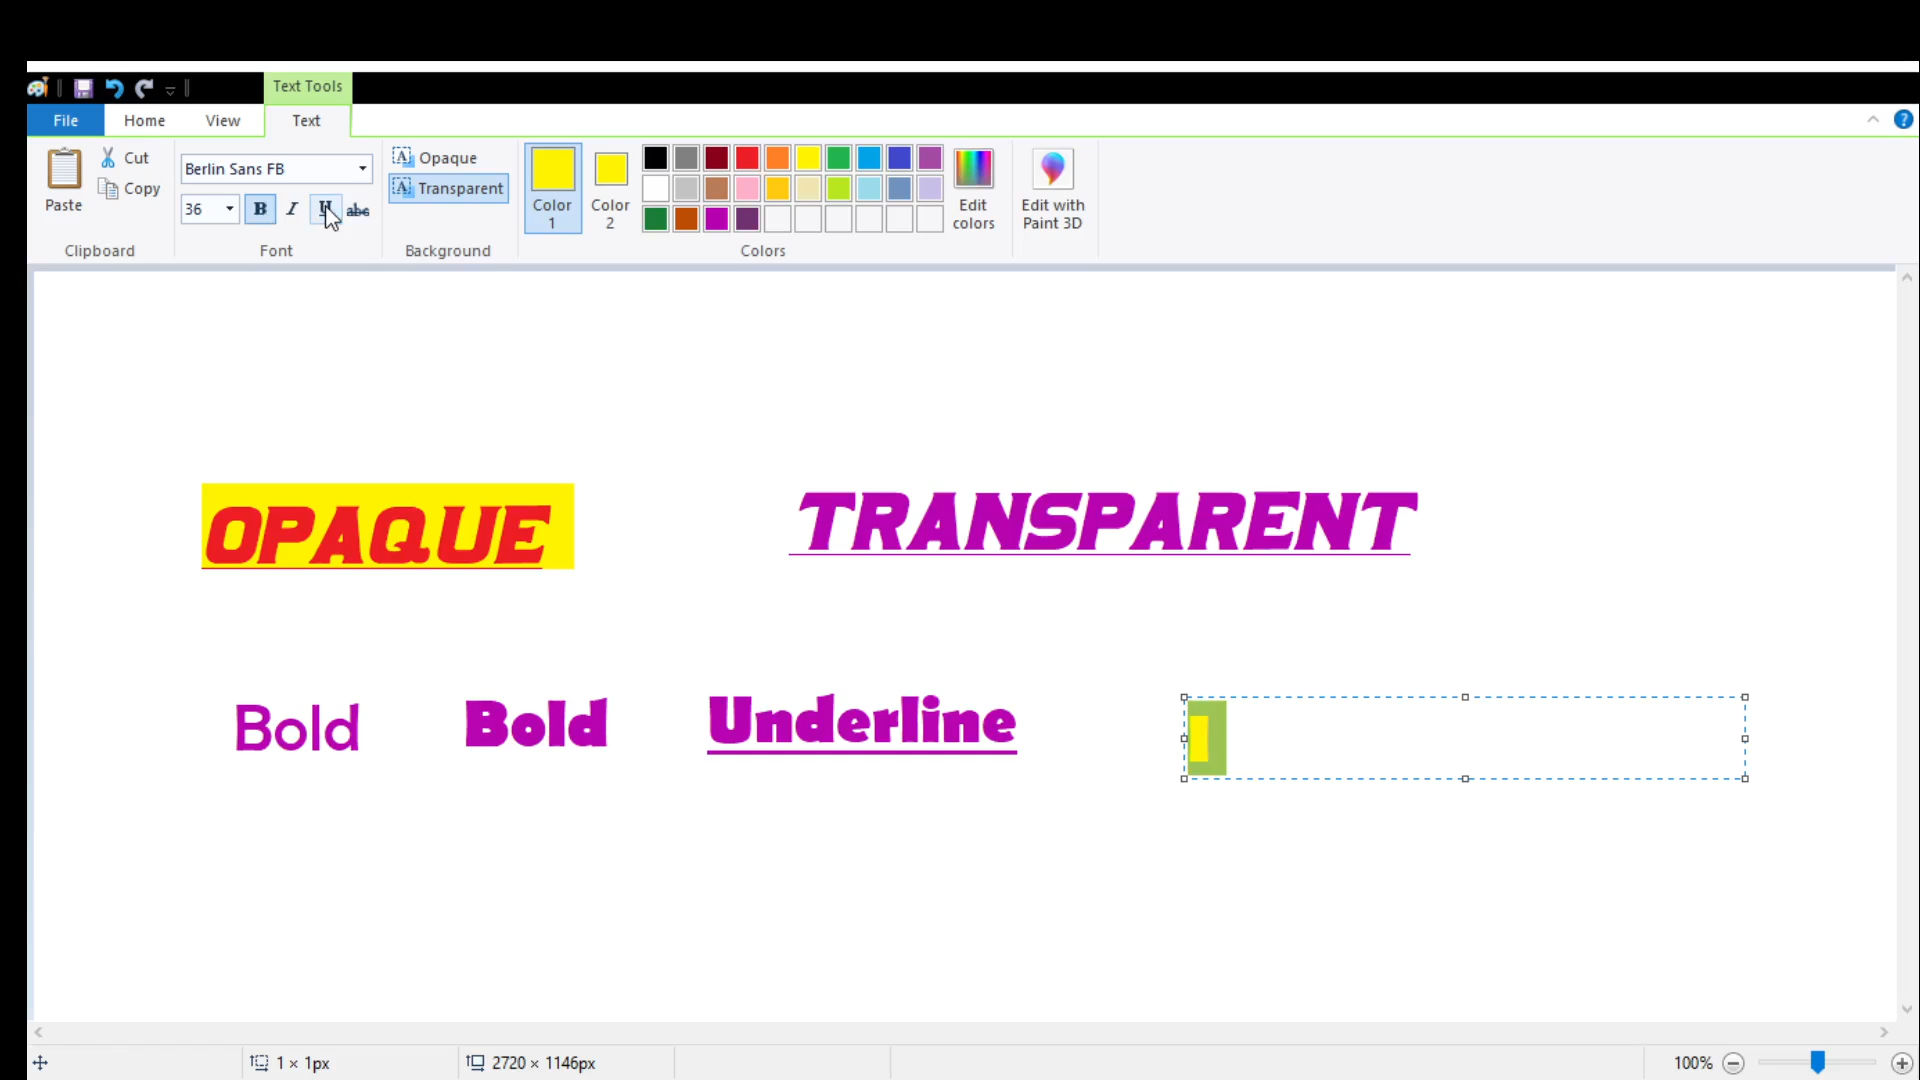 Text Tools
File Home View Text
Paste Cut Copy Clipboard
Berlin Sans FB
36 B I U abc
Font
Opaque
Transparent
Background
Color 1
Color 2
Edit colors
Colors
Edit with Paint 3D
OPAQUE TRANSPARENT
Bold Bold Underline
1 × 1px 2720 × 1146px 100%